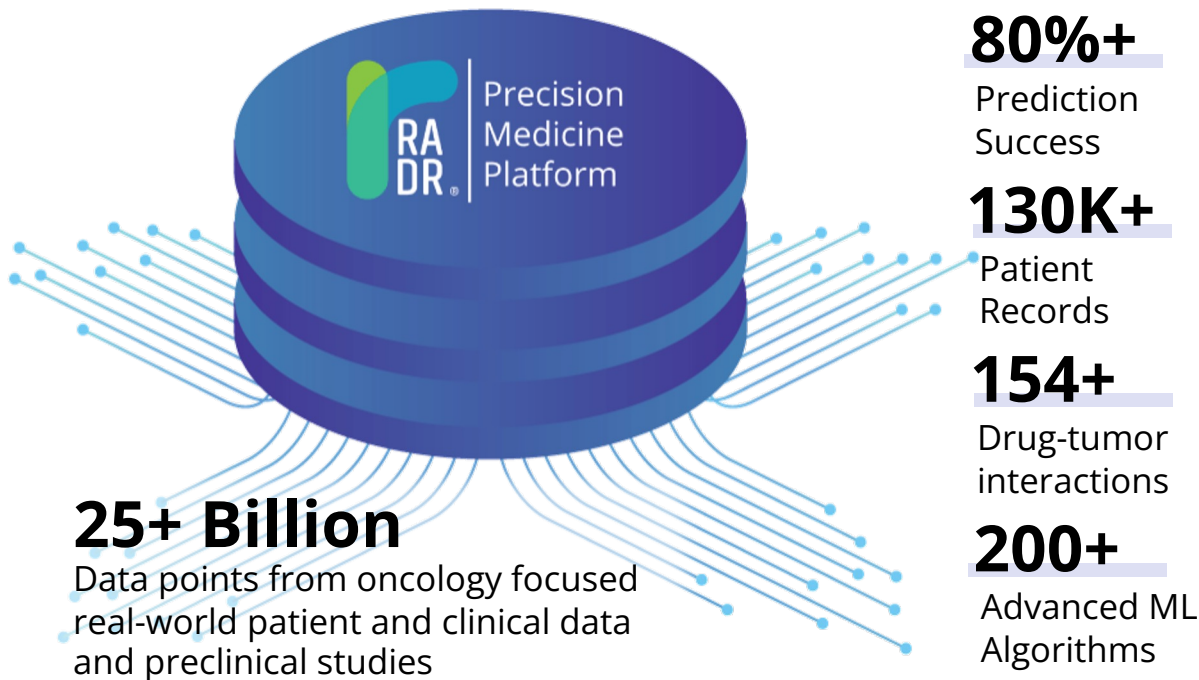 RA
DR®
Precision
Medicine
Platform
80%+
Prediction
Success
130K+
Patient
Records
154+
Drug-tumor
interactions
200+
Advanced ML
Algorithms
25+ Billion
Data points from oncology focused
real-world patient and clinical data
and preclinical studies